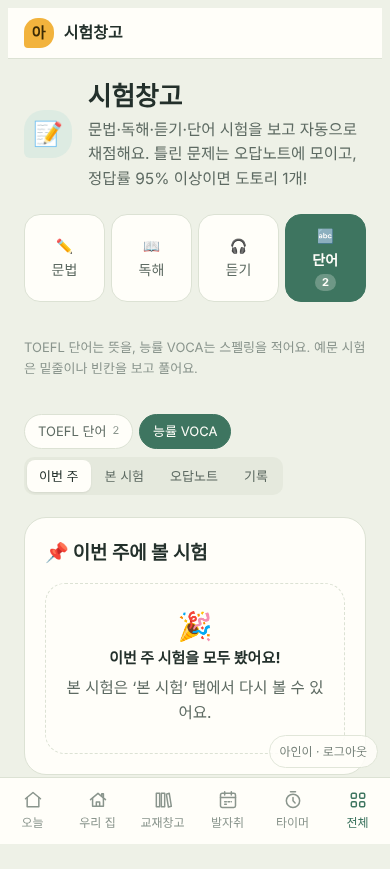 아 시험창고
시험창고
문법·독해·듣기·단어 시험을 보고 자동으로
채점해요. 틀린 문제는 오답노트에 모이고,
정답률 95% 이상이면 도토리 1개!
문법
독해
듣기
abc
단어
2
TOEFL 단어는 뜻을, 능률 VOCA는 스펠링을 적어요. 예문 시험
은 밑줄이나 빈칸을 보고 풀어요.
TOEFL 단어 2
능률 VOCA
이번 주
본 시험
오답노트
기록
이번 주에 볼 시험
이번 주 시험을 모두 봤어요!
본 시험은 ‘본 시험’ 탭에서 다시 볼 수 있
어요.
아인이 · 로그아웃
오늘
우리 집
교재창고
발자취
타이머
전체